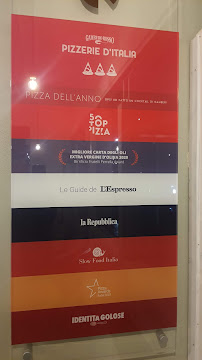 GAMBERO ROSSO
PIZZERIE D'ITALIA
PIZZA DELL'ANNO
50
TOP
PIZZA
MIGLIORE CARTA DEGLI OLI
EXTRA VERGINE D'OLIVA 2020
Le Guide de L'Espresso
la Repubblica
Slow Food Italia
IDENTITÀ GOLOSE